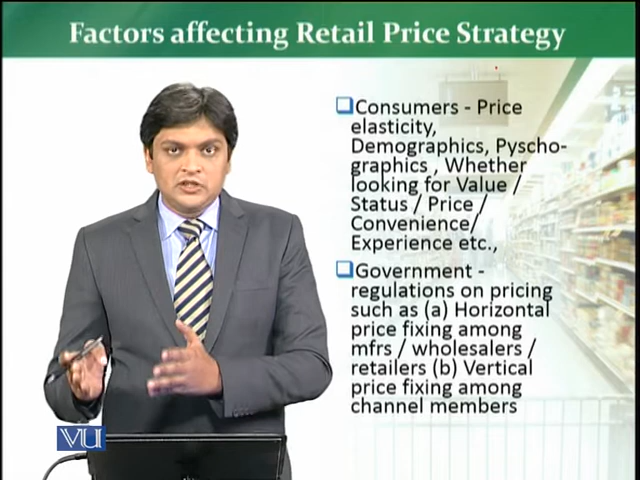 Factors affecting Retail Price Strategy
Consumers - Price
elasticity,
Demographics, Pyscho-
graphics , Whether
looking for Value /
Status / Price /
Convenience/
Experience etc.,
Government -
regulations on pricing
such as (a) Horizontal
price fixing among
mfrs / wholesalers /
retailers (b) Vertical
price fixing among
channel members
VU